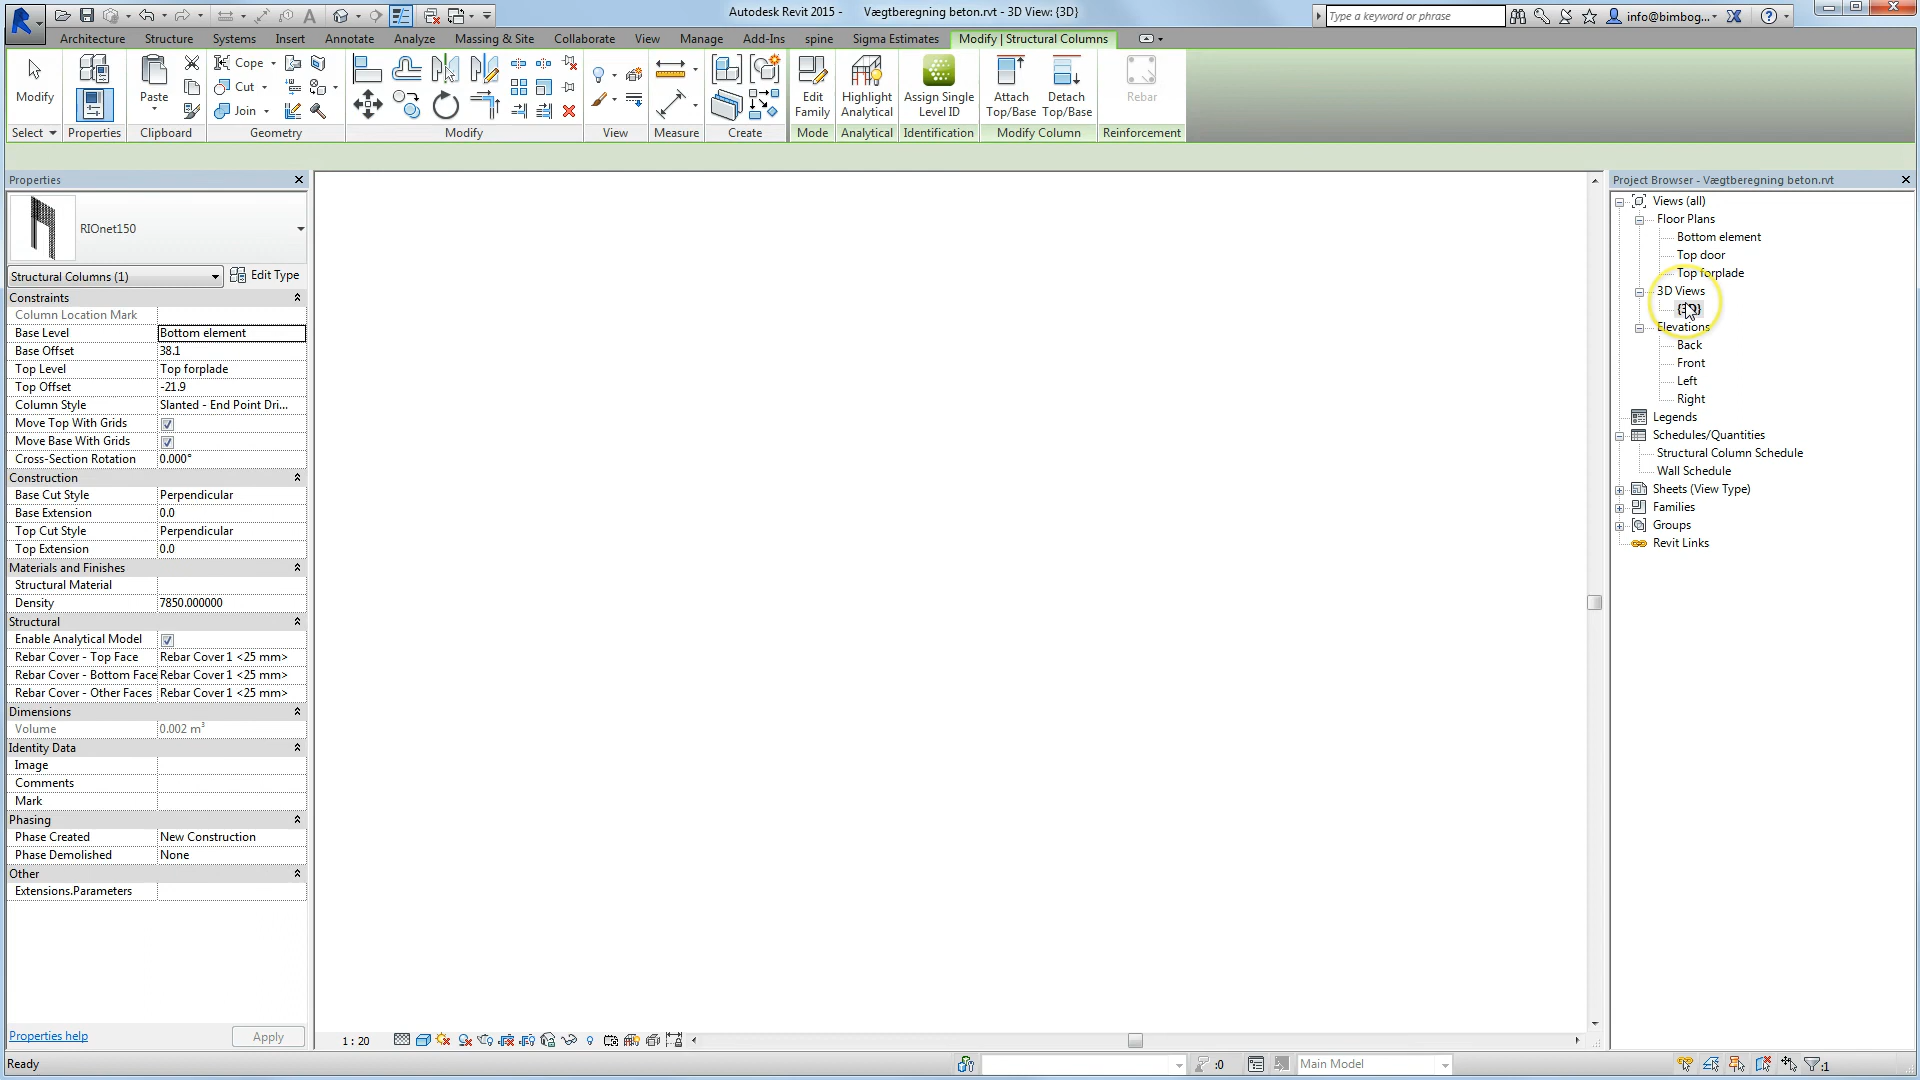 Autodesk Revit 2015 - Vægtberegning beton.rvt - 3D View: {3D}
Type a keyword or phrase
info@bimbog...
Architecture Structure Systems Insert Annotate Analyze Massing & Site Collaborate View Manage Add-Ins spine Sigma Estimates Modify | Structural Columns
Modify
Paste
Cope
Cut
Join
Edit Family
Highlight Analytical
Assign Single Level ID
Attach Top/Base
Detach Top/Base
Rebar
Select Properties Clipboard Geometry Modify View Measure Create Mode Analytical Identification Modify Column Reinforcement
Properties
RIOnet150
Structural Columns (1) Edit Type
Constraints
Column Location Mark
Base Level Bottom element
Base Offset 38.1
Top Level Top forplade
Top Offset -21.9
Column Style Slanted - End Point Dri...
Move Top With Grids
Move Base With Grids
Cross-Section Rotation 0.000°
Construction
Base Cut Style Perpendicular
Base Extension 0.0
Top Cut Style Perpendicular
Top Extension 0.0
Materials and Finishes
Structural Material
Density 7850.000000
Structural
Enable Analytical Model
Rebar Cover - Top Face Rebar Cover 1 <25 mm>
Rebar Cover - Bottom Face Rebar Cover 1 <25 mm>
Rebar Cover - Other Faces Rebar Cover 1 <25 mm>
Dimensions
Volume 0.002 m³
Identity Data
Image
Comments
Mark
Phasing
Phase Created New Construction
Phase Demolished None
Other
Extensions.Parameters
Properties help Apply
Project Browser - Vægtberegning beton.rvt
Views (all)
Floor Plans
Bottom element
Top door
Top forplade
3D Views
{3D}
Elevations
Back
Front
Left
Right
Legends
Schedules/Quantities
Structural Column Schedule
Wall Schedule
Sheets (View Type)
Families
Groups
Revit Links
1 : 20
Ready
:0
Main Model
:1